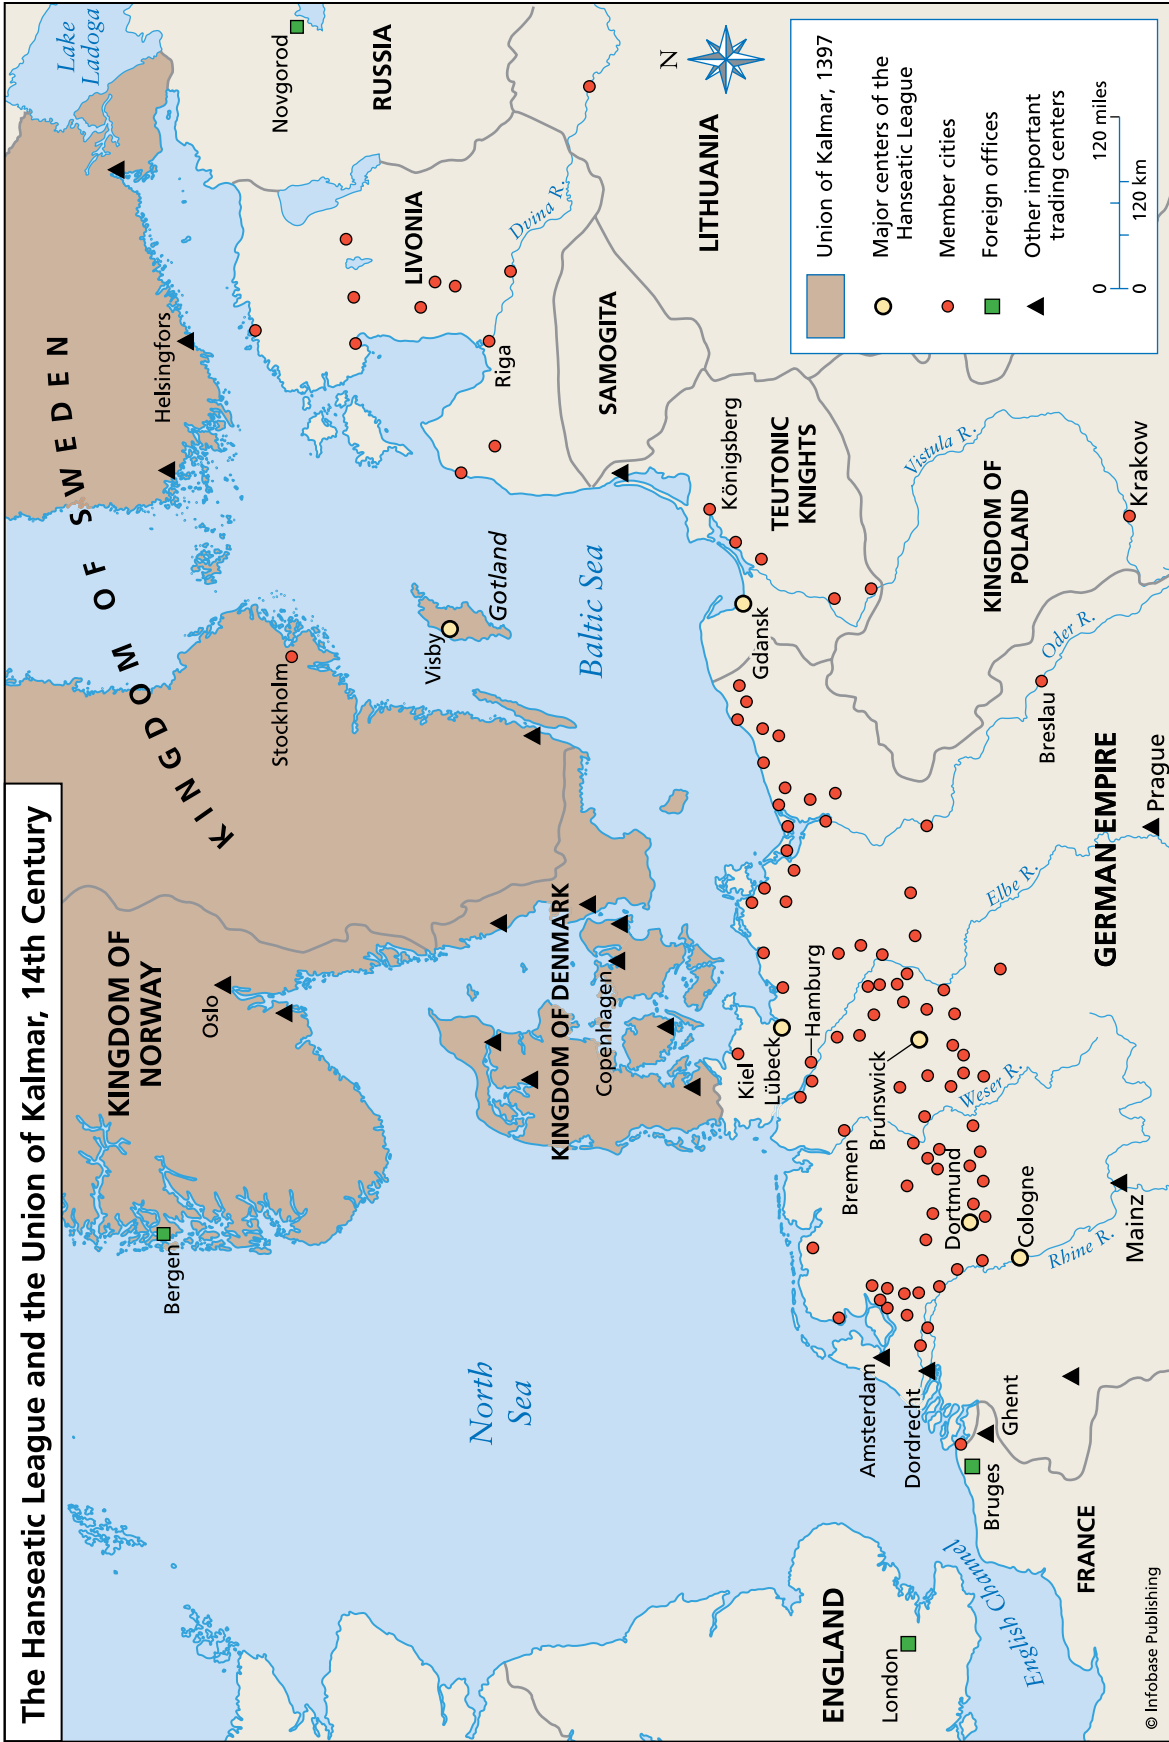 The Hanseatic League and the Union of Kalmar, 14th Century
Lake
Ladoga
Novgorod
RUSSIA
KINGDOM OF SWEDEN
Helsingfors
KINGDOM OF
NORWAY
Oslo
Bergen
Stockholm
LIVONIA
Dvina R.
Riga
Visby
Gotland
Baltic Sea
SAMOGITA
LITHUANIA
N
North
Sea
KINGDOM OF DENMARK
Copenhagen
Königsberg
TEUTONIC
KNIGHTS
Gdansk
Kiel
Lübeck
Hamburg
Bremen
Brunswick
Weser R.
Dortmund
Cologne
Rhine R.
Mainz
Elbe R.
GERMAN EMPIRE
Prague
Breslau
Oder R.
Vistula R.
KINGDOM OF
POLAND
Krakow
Amsterdam
Dordrecht
Ghent
Bruges
ENGLAND
London
English Channel
FRANCE
Union of Kalmar, 1397
Major centers of the
Hanseatic League
Member cities
Foreign offices
Other important
trading centers
0 120 miles
0 120 km
© Infobase Publishing